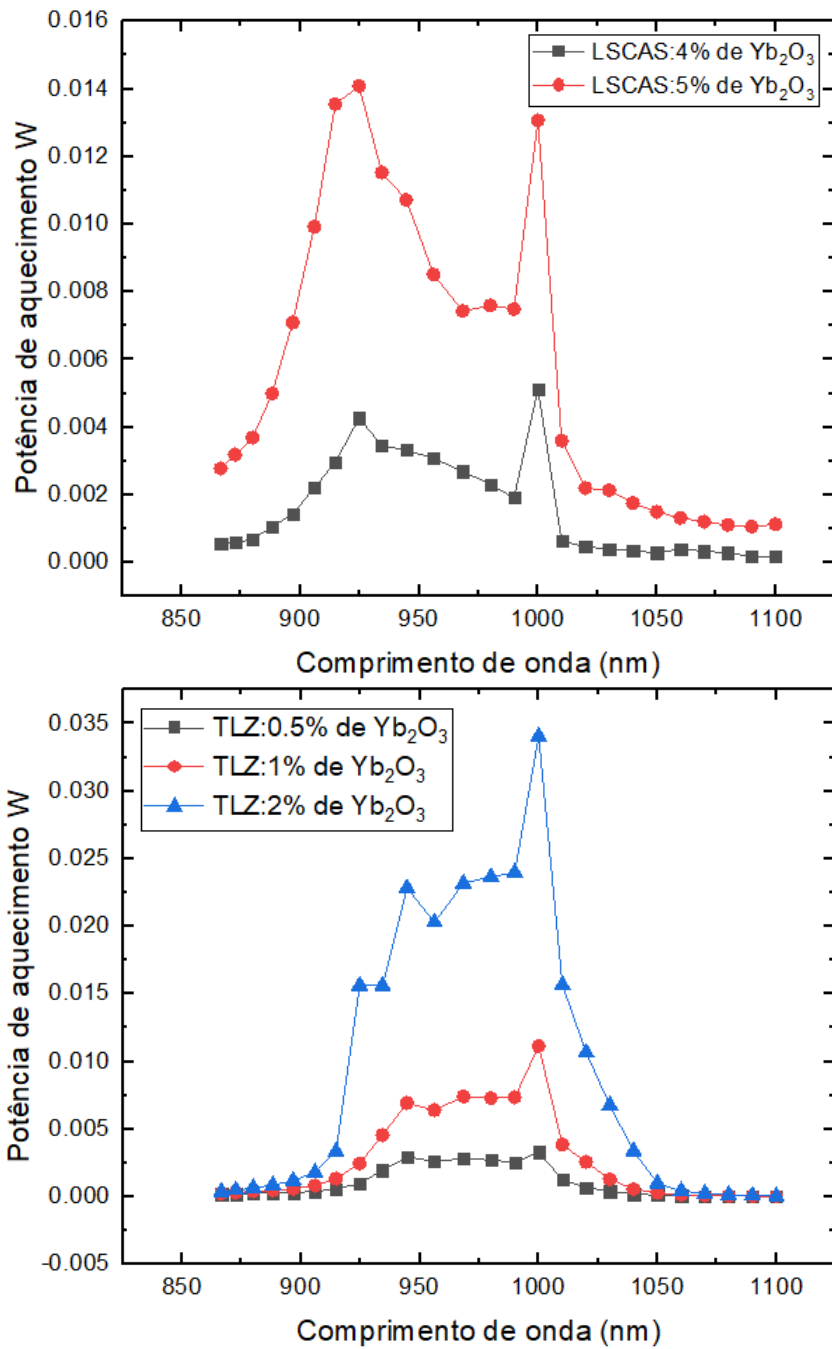 0.016
0.014
0.012
0.010
0.008
0.006
0.004
0.002
0.000
Potência de aquecimento W
LSCAS:4% de Yb₂O₃
LSCAS:5% de Yb₂O₃
850 900 950 1000 1050 1100
Comprimento de onda (nm)
0.035
0.030
0.025
0.020
0.015
0.010
0.005
0.000
-0.005
Potência de aquecimento W
TLZ:0.5% de Yb₂O₃
TLZ:1% de Yb₂O₃
TLZ:2% de Yb₂O₃
850 900 950 1000 1050 1100
Comprimento de onda (nm)